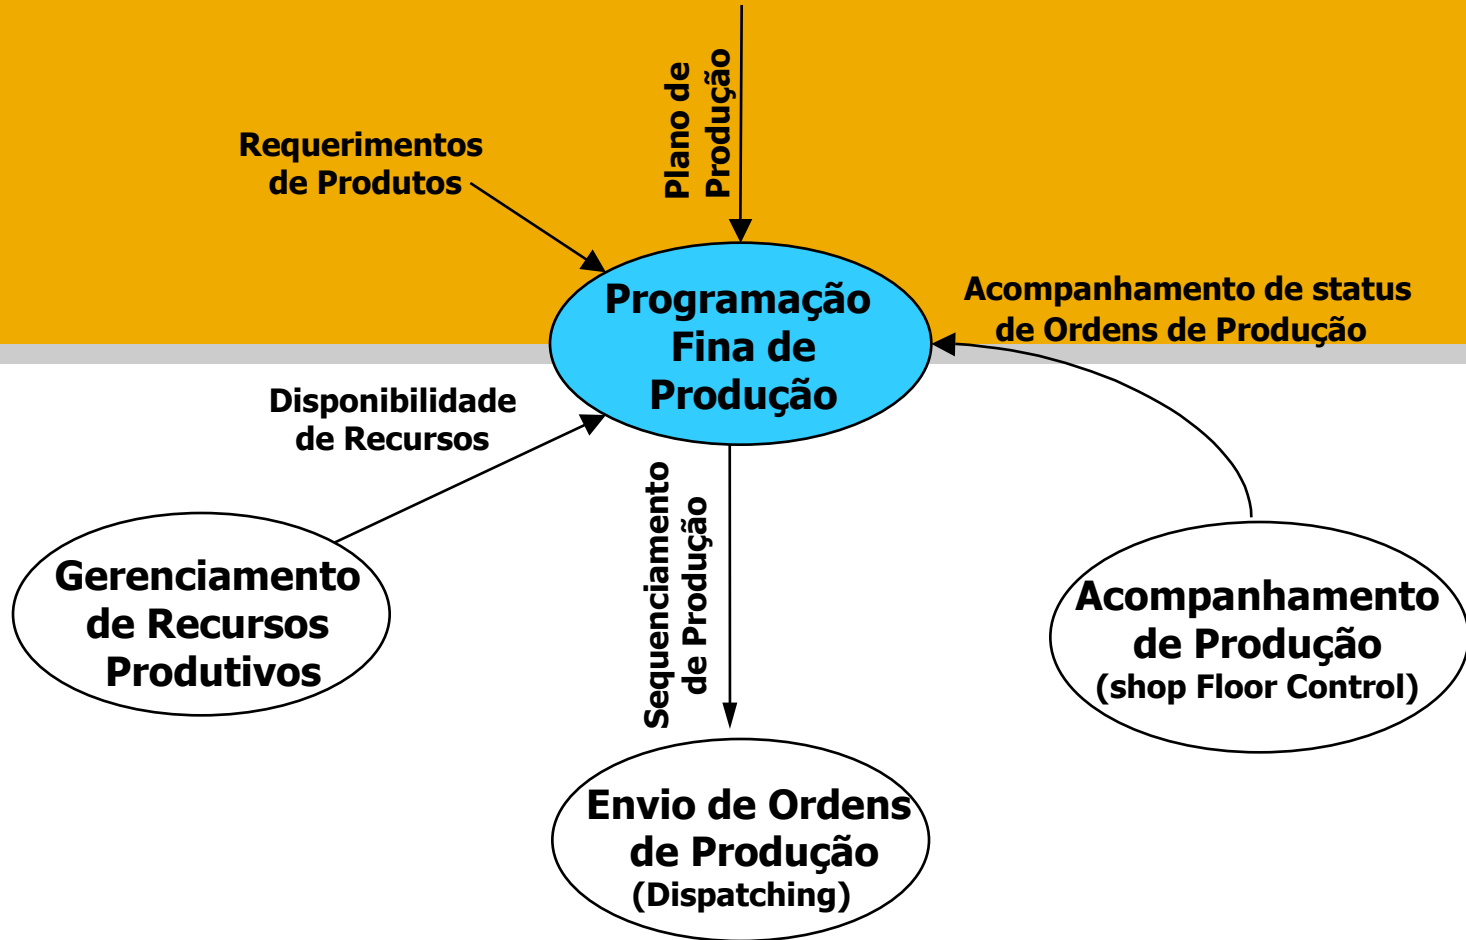 Plano de
Produção
Requerimentos
de Produtos
Programação
Fina de
Produção
Acompanhamento de status
de Ordens de Produção
Disponibilidade
de Recursos
Sequenciamento
de Produção
Gerenciamento
de Recursos
Produtivos
Acompanhamento
de Produção
(shop Floor Control)
Envio de Ordens
de Produção
(Dispatching)